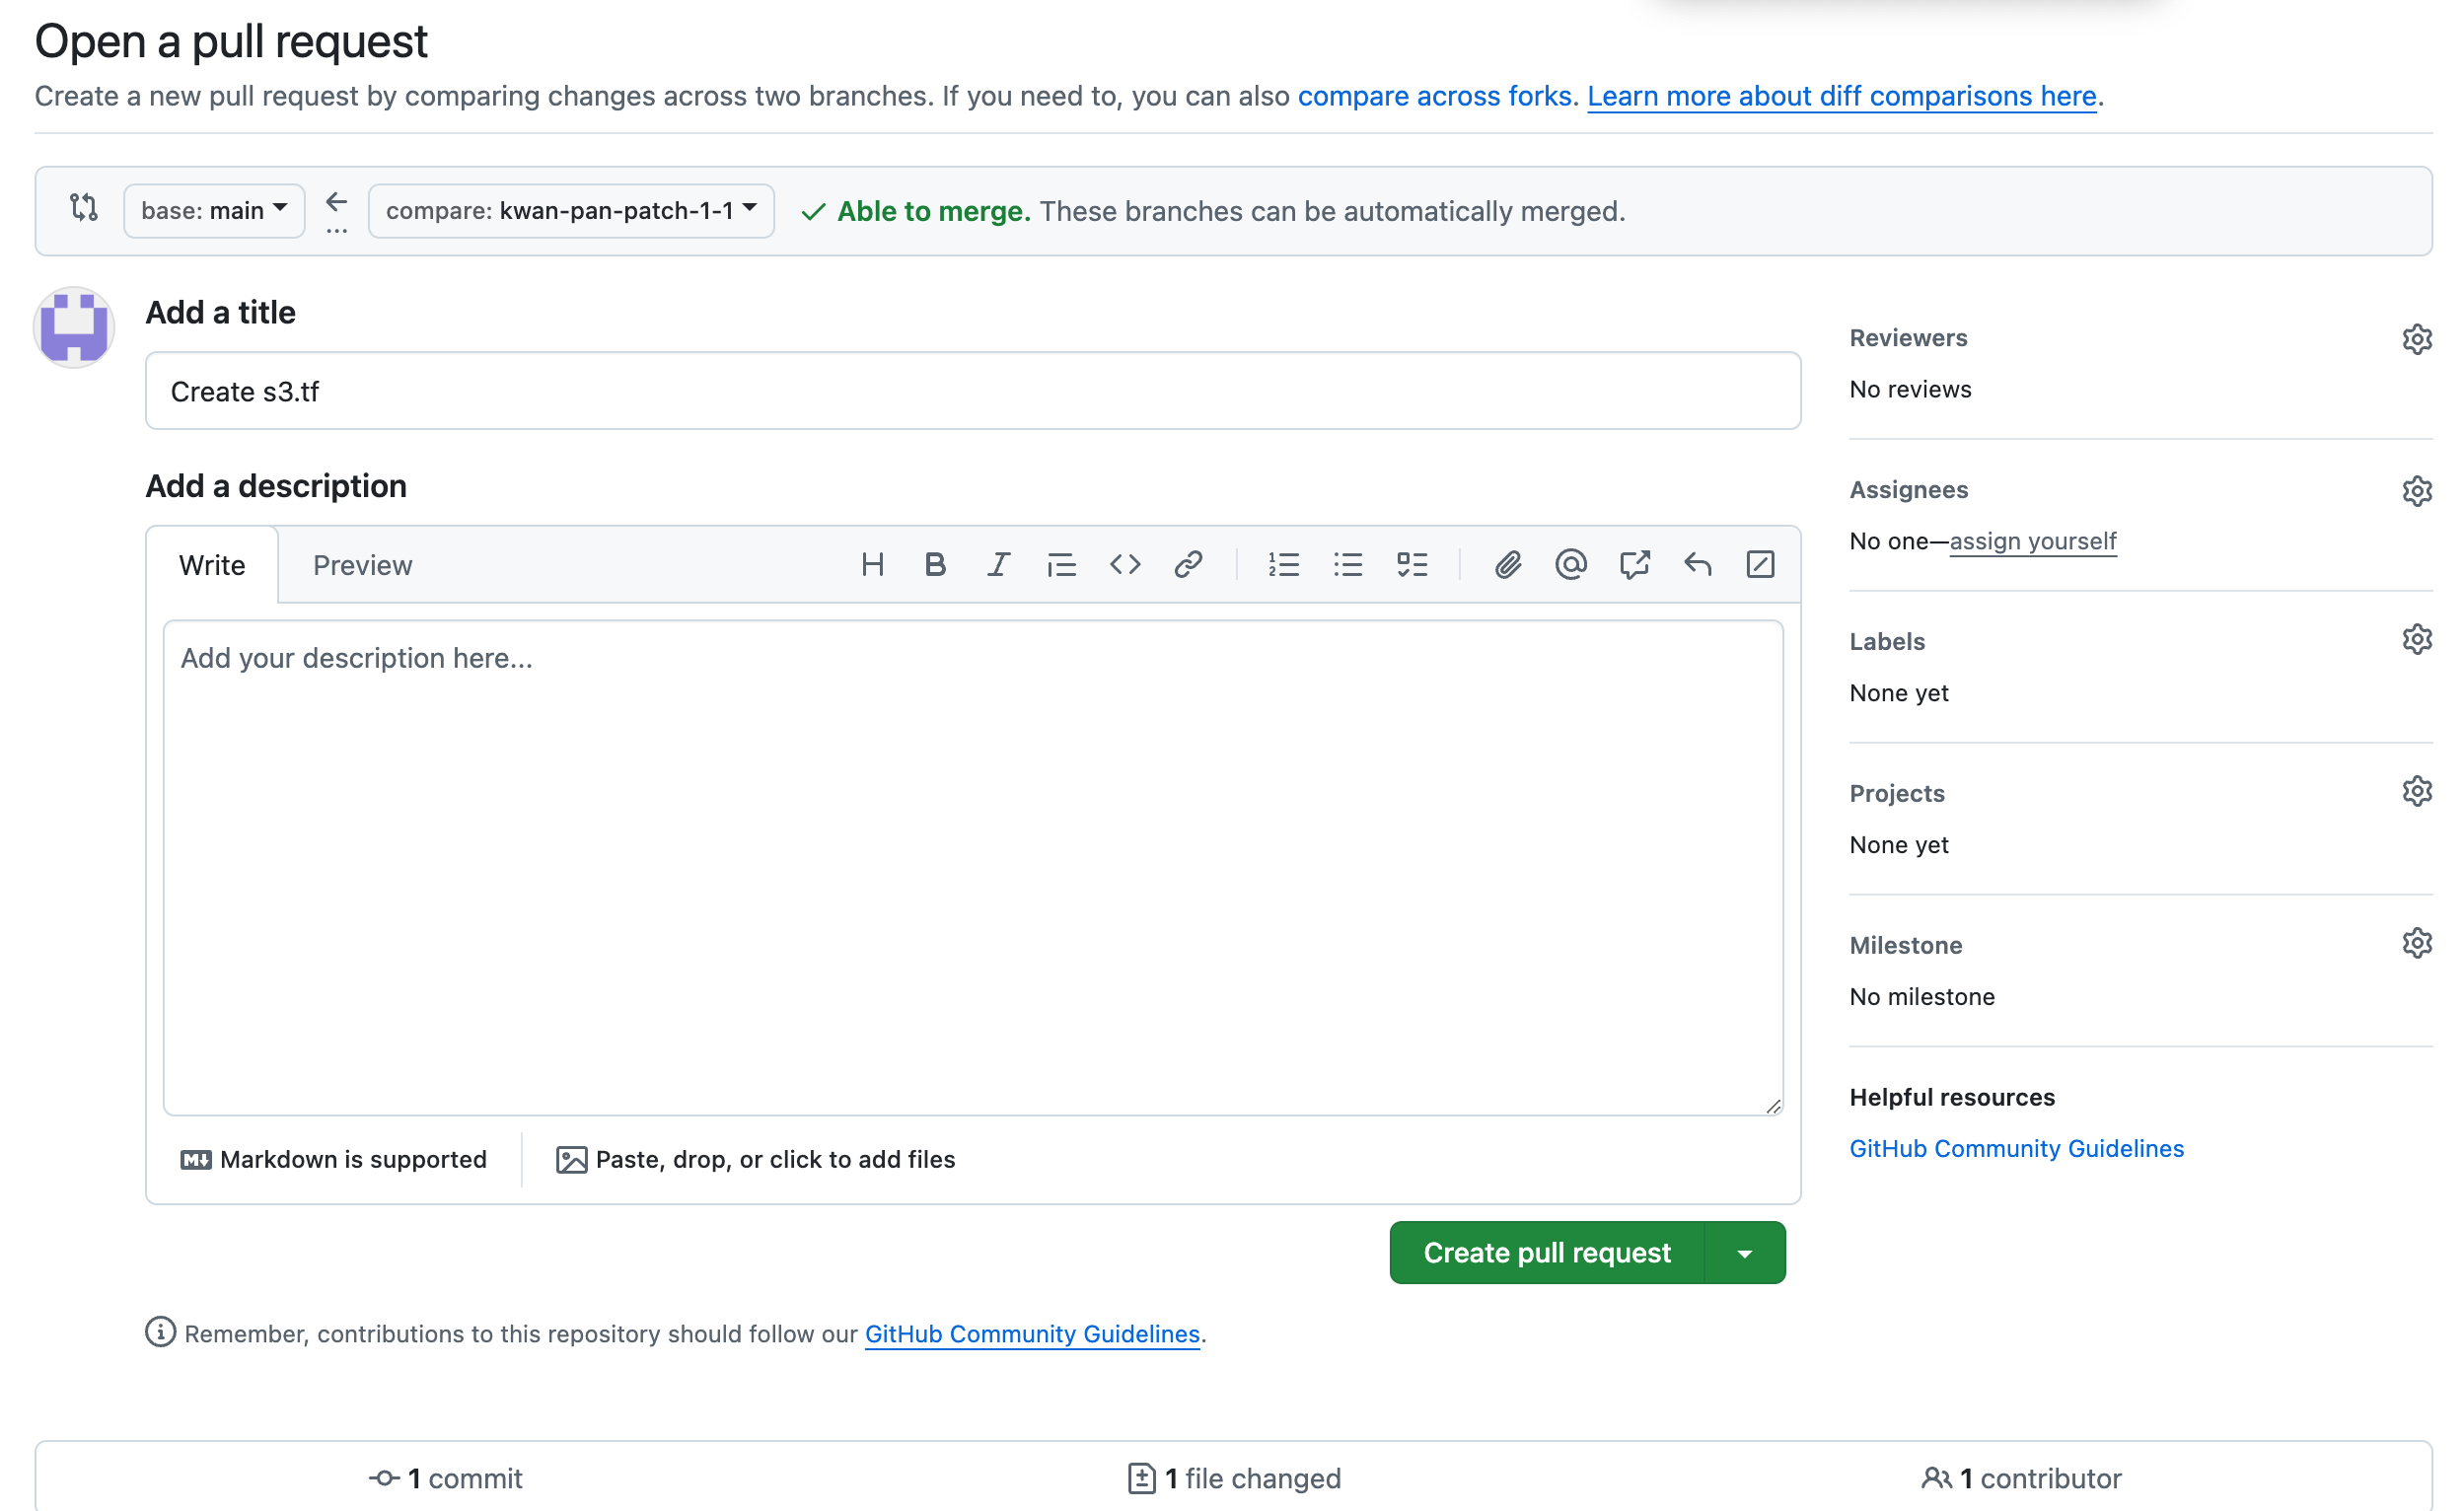 Open a pull request
Create a new pull request by comparing changes across two branches. If you need to, you can also compare across forks. Learn more about diff comparisons here.
base: main
compare: kwan-pan-patch-1-1
Able to merge. These branches can be automatically merged.
Add a title
Create s3.tf
Add a description
Write
Preview
Add your description here...
Markdown is supported
Paste, drop, or click to add files
Create pull request
Remember, contributions to this repository should follow our GitHub Community Guidelines.
Reviewers
No reviews
Assignees
No one—assign yourself
Labels
None yet
Projects
None yet
Milestone
No milestone
Helpful resources
GitHub Community Guidelines
1 commit
1 file changed
1 contributor